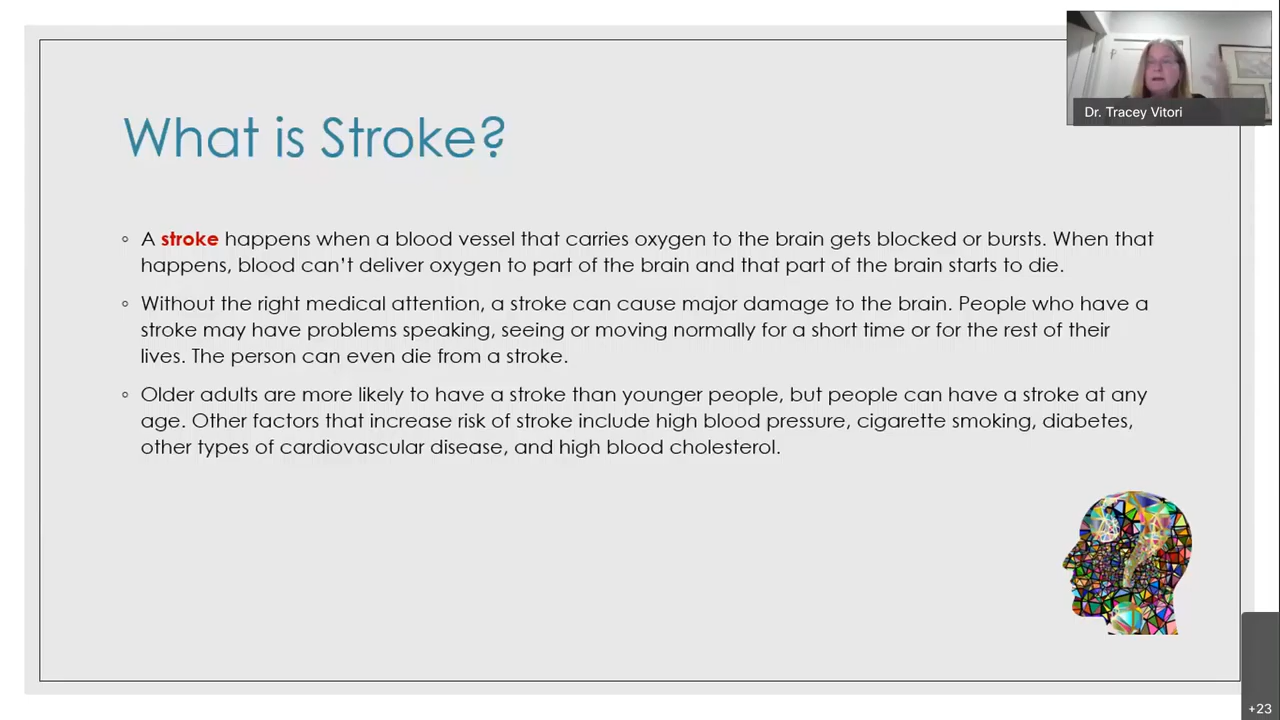 Dr. Tracey Vitori
What is Stroke?
◦ A stroke happens when a blood vessel that carries oxygen to the brain gets blocked or bursts. When that
happens, blood can’t deliver oxygen to part of the brain and that part of the brain starts to die.
◦ Without the right medical attention, a stroke can cause major damage to the brain. People who have a
stroke may have problems speaking, seeing or moving normally for a short time or for the rest of their
lives. The person can even die from a stroke.
◦ Older adults are more likely to have a stroke than younger people, but people can have a stroke at any
age. Other factors that increase risk of stroke include high blood pressure, cigarette smoking, diabetes,
other types of cardiovascular disease, and high blood cholesterol.
+23